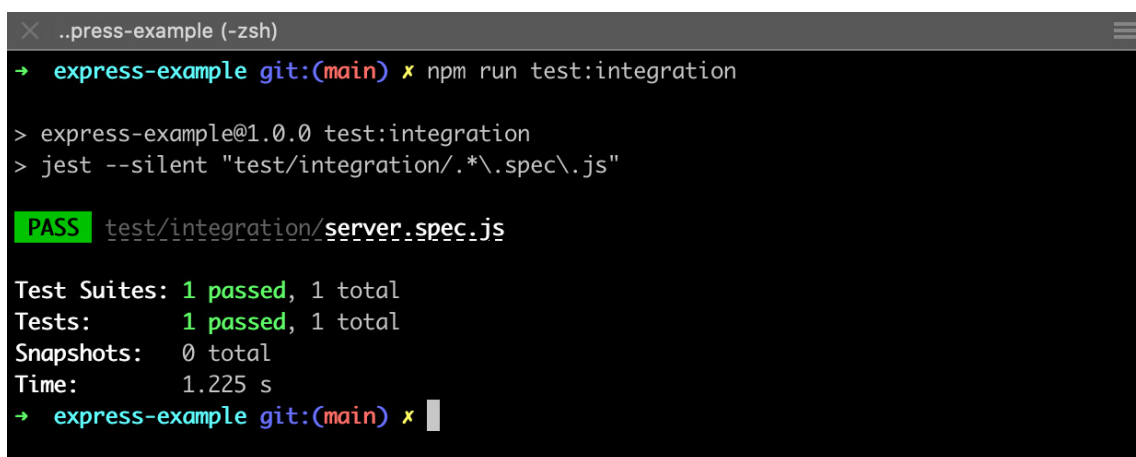 ..press-example (-zsh)
➜ express-example git:(main) ✗ npm run test:integration
> express-example@1.0.0 test:integration
> jest --silent "test/integration/.*\.spec\.js"
PASS test/integration/server.spec.js
Test Suites: 1 passed, 1 total
Tests: 1 passed, 1 total
Snapshots: 0 total
Time: 1.225 s
➜ express-example git:(main) ✗